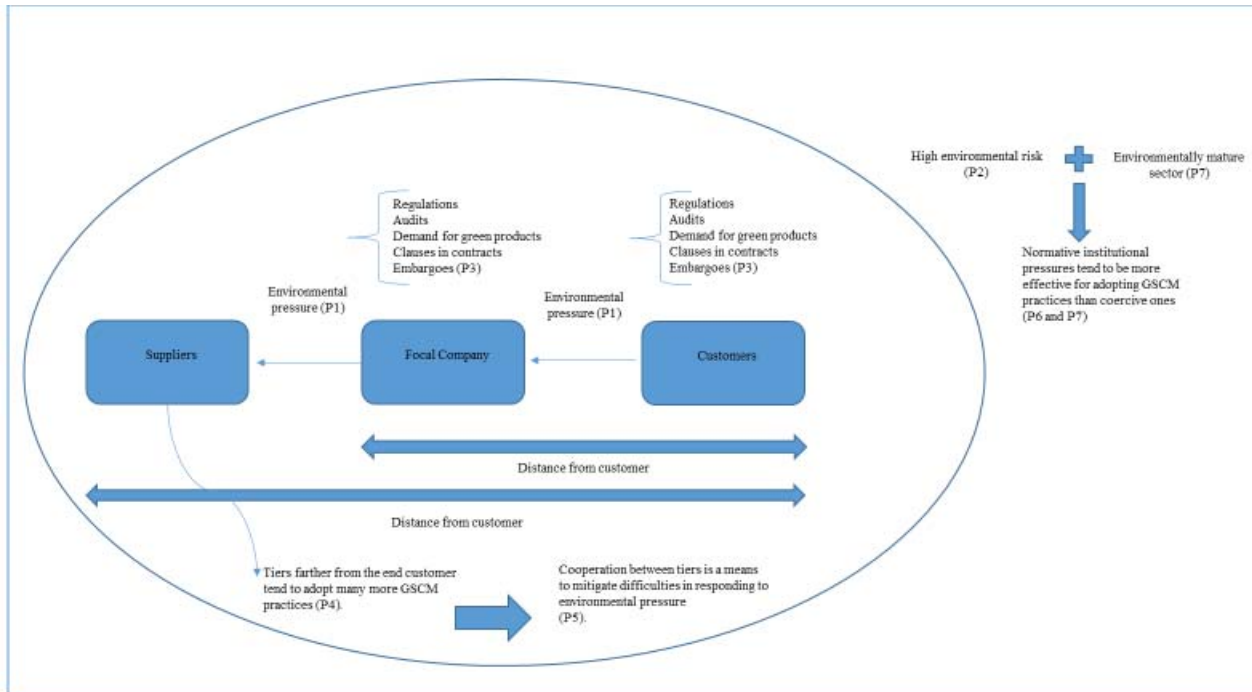 High environmental risk
(P2)
Environmentally mature
sector (P7)
Regulations
Audits
Demand for green products
Clauses in contracts
Embargoes (P3)
Regulations
Audits
Demand for green products
Clauses in contracts
Embargoes (P3)
Normative institutional
pressures tend to be more
effective for adopting GSCM
practices than coercive ones
(P6 and P7)
Environmental
pressure (P1)
Environmental
pressure (P1)
Suppliers
Focal Company
Customers
Distance from customer
Distance from customer
Tiers farther from the end customer
tend to adopt many more GSCM
practices (P4).
Cooperation between tiers is a means
to mitigate difficulties in responding to
environmental pressure
(P5).